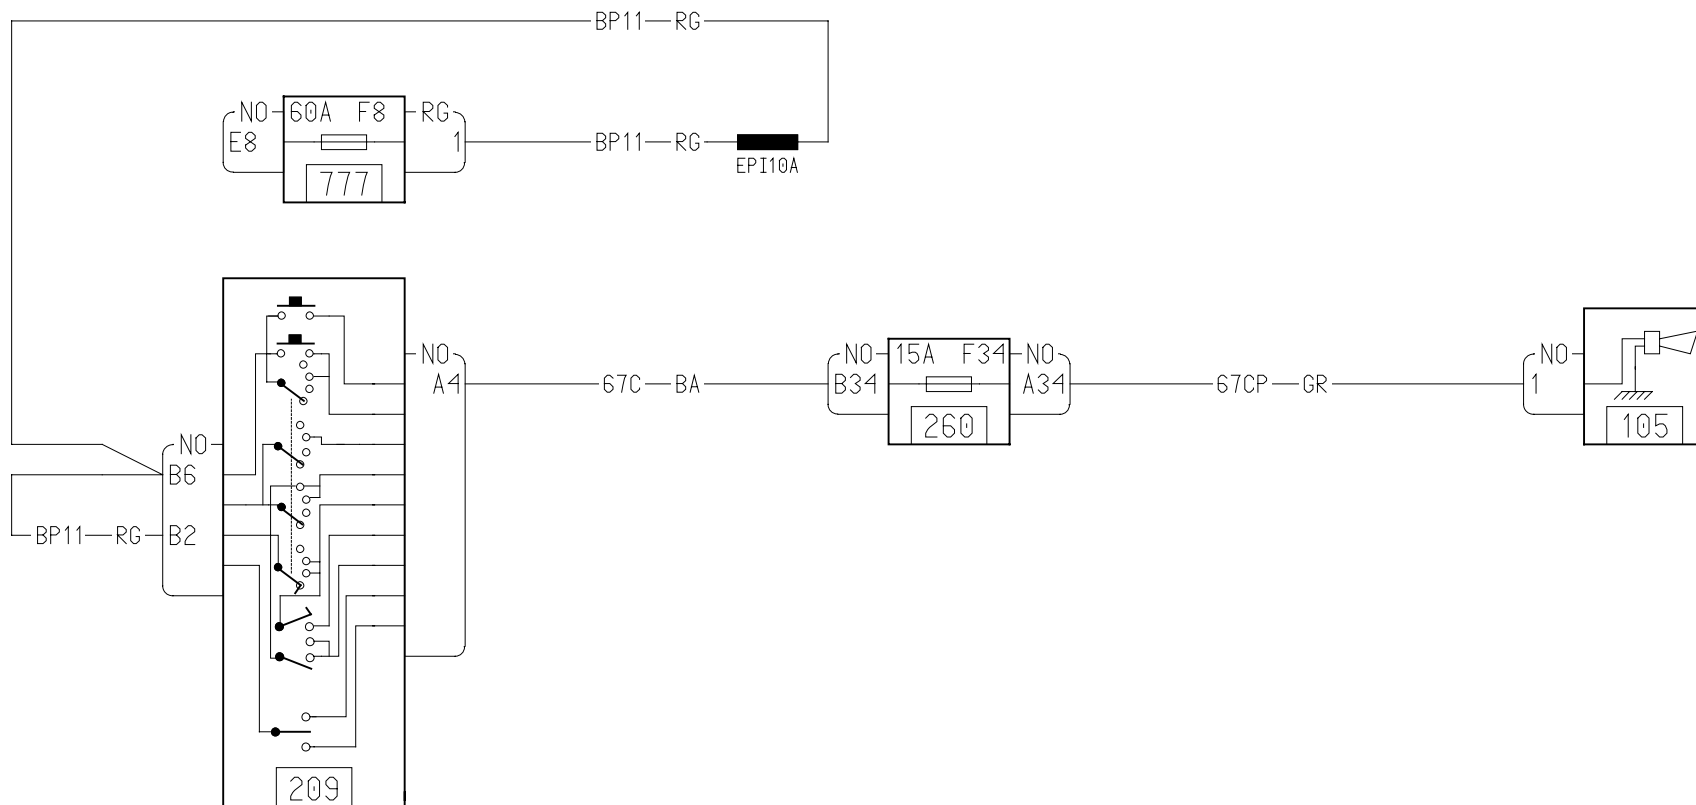 BP11 RG
NO 60A F8 RG
E8 1 BP11 RG
EPI10A
777
NO NO 15A F34 NO NO
A4 67C BA B34 A34 67CP GR 1
260 105
NO
B6
BP11 RG B2
209